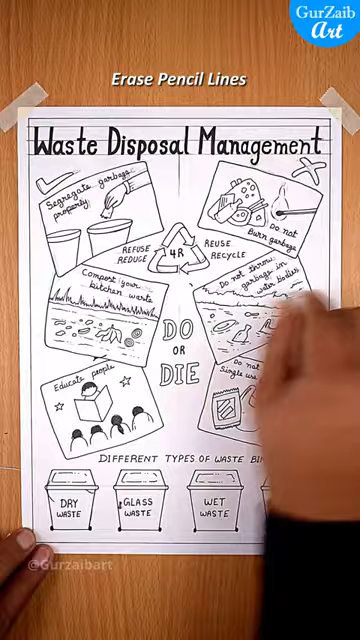 GurZaib
Art
Erase Pencil Lines
Waste Disposal Management
Segregate garbage
properly
Do not
Burn garbage
REFUSE
REDUCE
4R
REUSE
RECYCLE
Compost your
kitchen waste
Do not throw
garbage in
water bodies
DO
OR
DIE
Educate people
Do not
Single
DIFFERENT TYPES OF WASTE
DRY
WASTE
GLASS
WASTE
WET
WASTE
@Gurzaibart